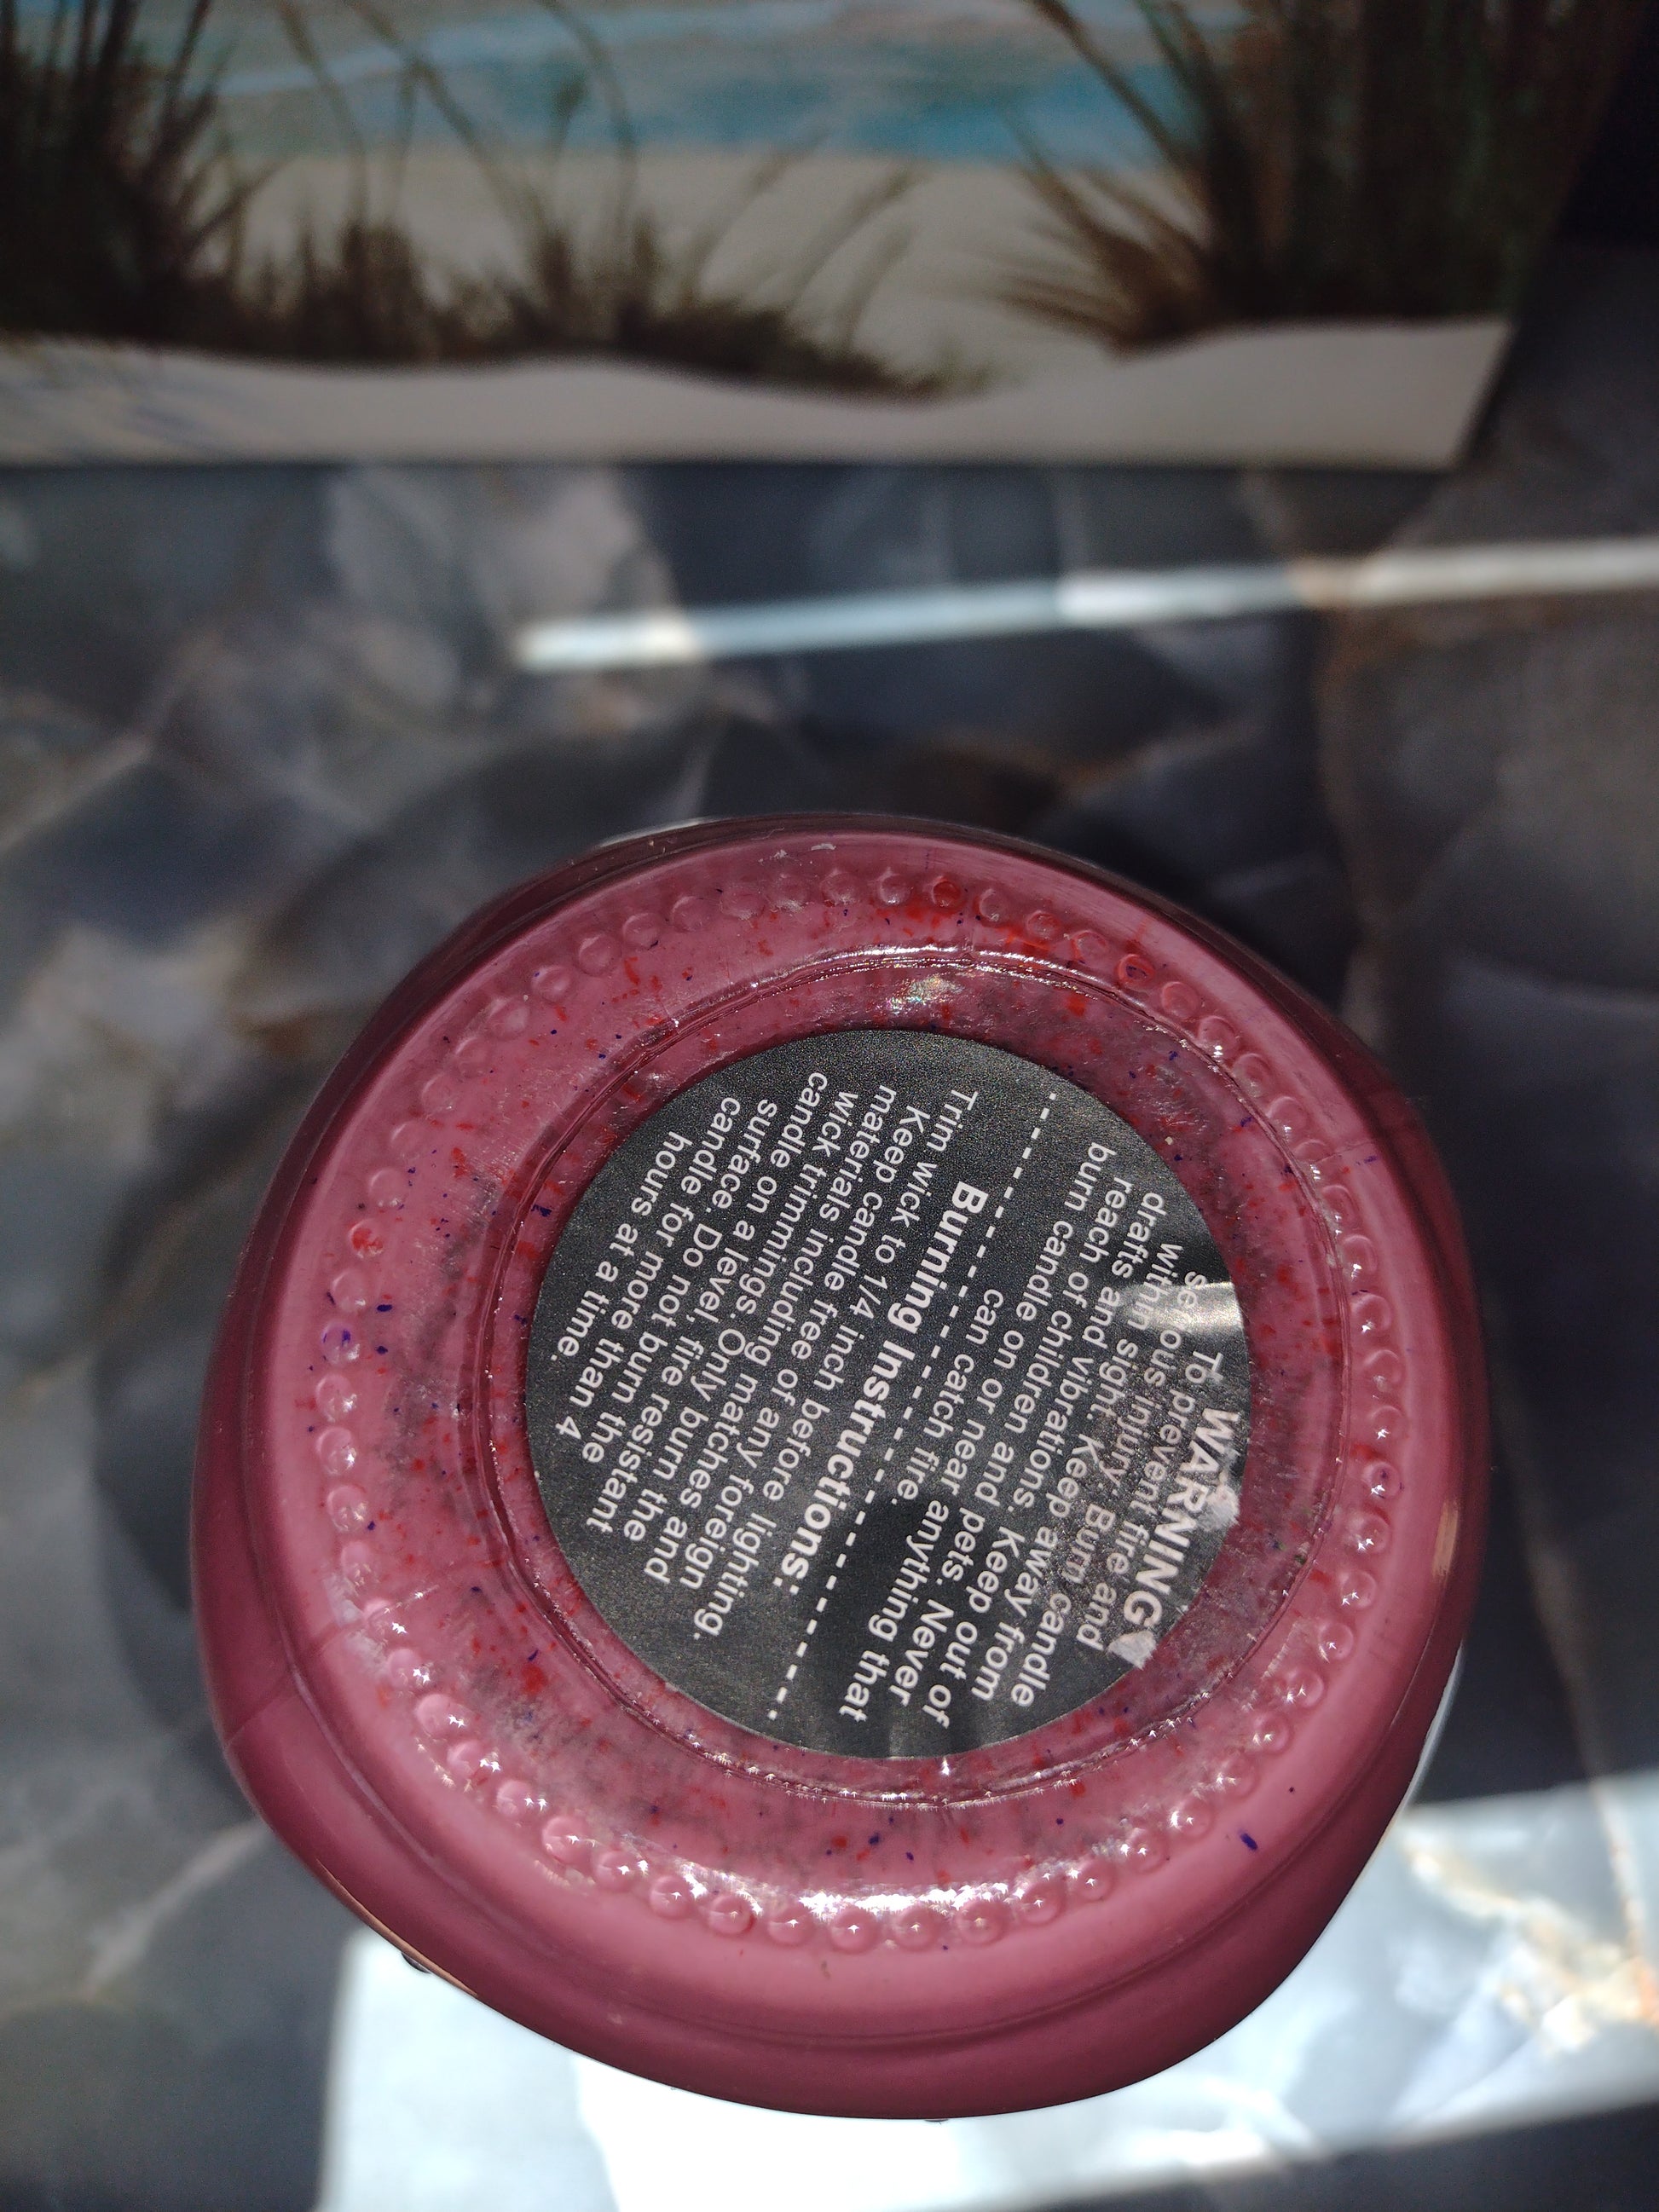 WARNING
To prevent fire and
serious injury. Burn candle
within sight. Keep away from
drafts and vibrations. Keep out of
reach of children and pets. Never
burn candle on or near anything that
can catch fire.
Burning Instructions:
Trim wick to 1/4 inch before lighting.
Keep candle free of any foreign
materials including matches and
wick trimmings. Only burn the
candle on a level, fire resistant
surface. Do not burn the
candle for more than 4
hours at a time.